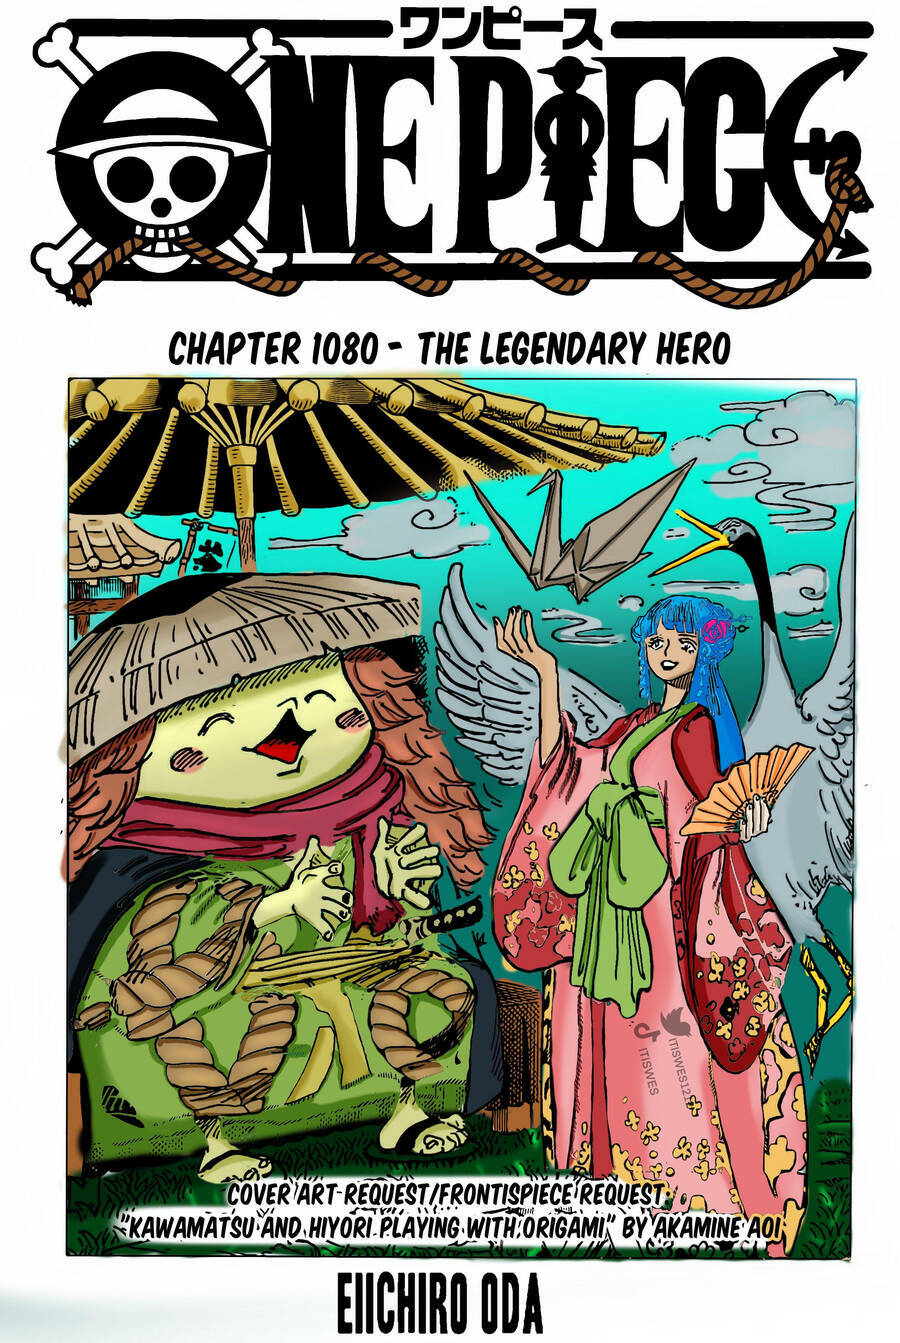 ワンピース
ONE PIECE
CHAPTER 1080 - THE LEGENDARY HERO
ITISWES
COVER ART REQUEST/FRONTISPIECE REQUEST:
"KAWAMATSU AND HIYORI PLAYING WITH ORIGAMI" BY AKAMINE AOI
EIICHIRO ODA